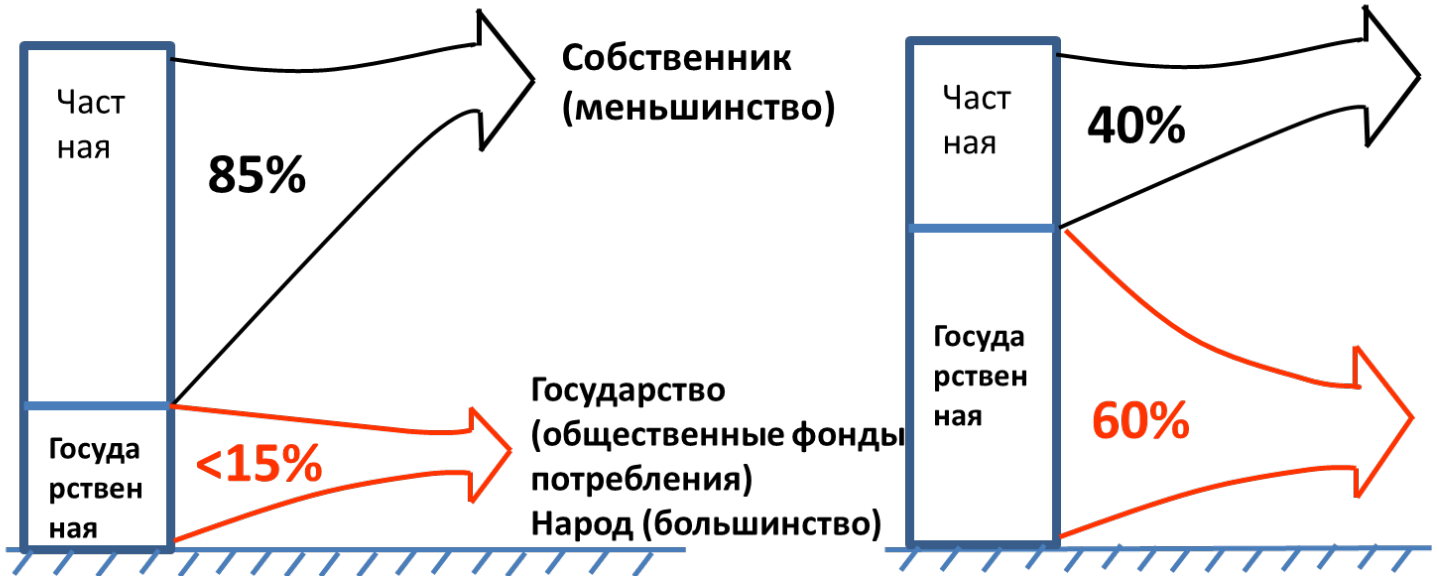 Част
ная
85%
Собственник
(меньшинство)
Госуда
рствен
ная
<15%
Государство
(общественные фонды
потребления)
Народ (большинство)
Част
ная
40%
Госуда
рствен
ная
60%